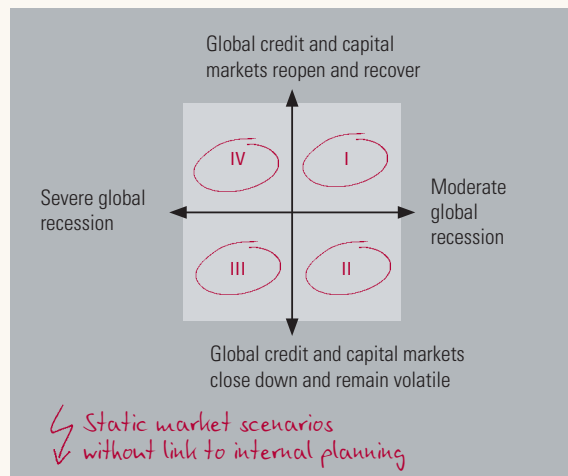 Global credit and capital
markets reopen and recover
IV I
Severe global
recession
Moderate
global
recession
III II
Global credit and capital markets
close down and remain volatile
Static market scenarios
without link to internal planning